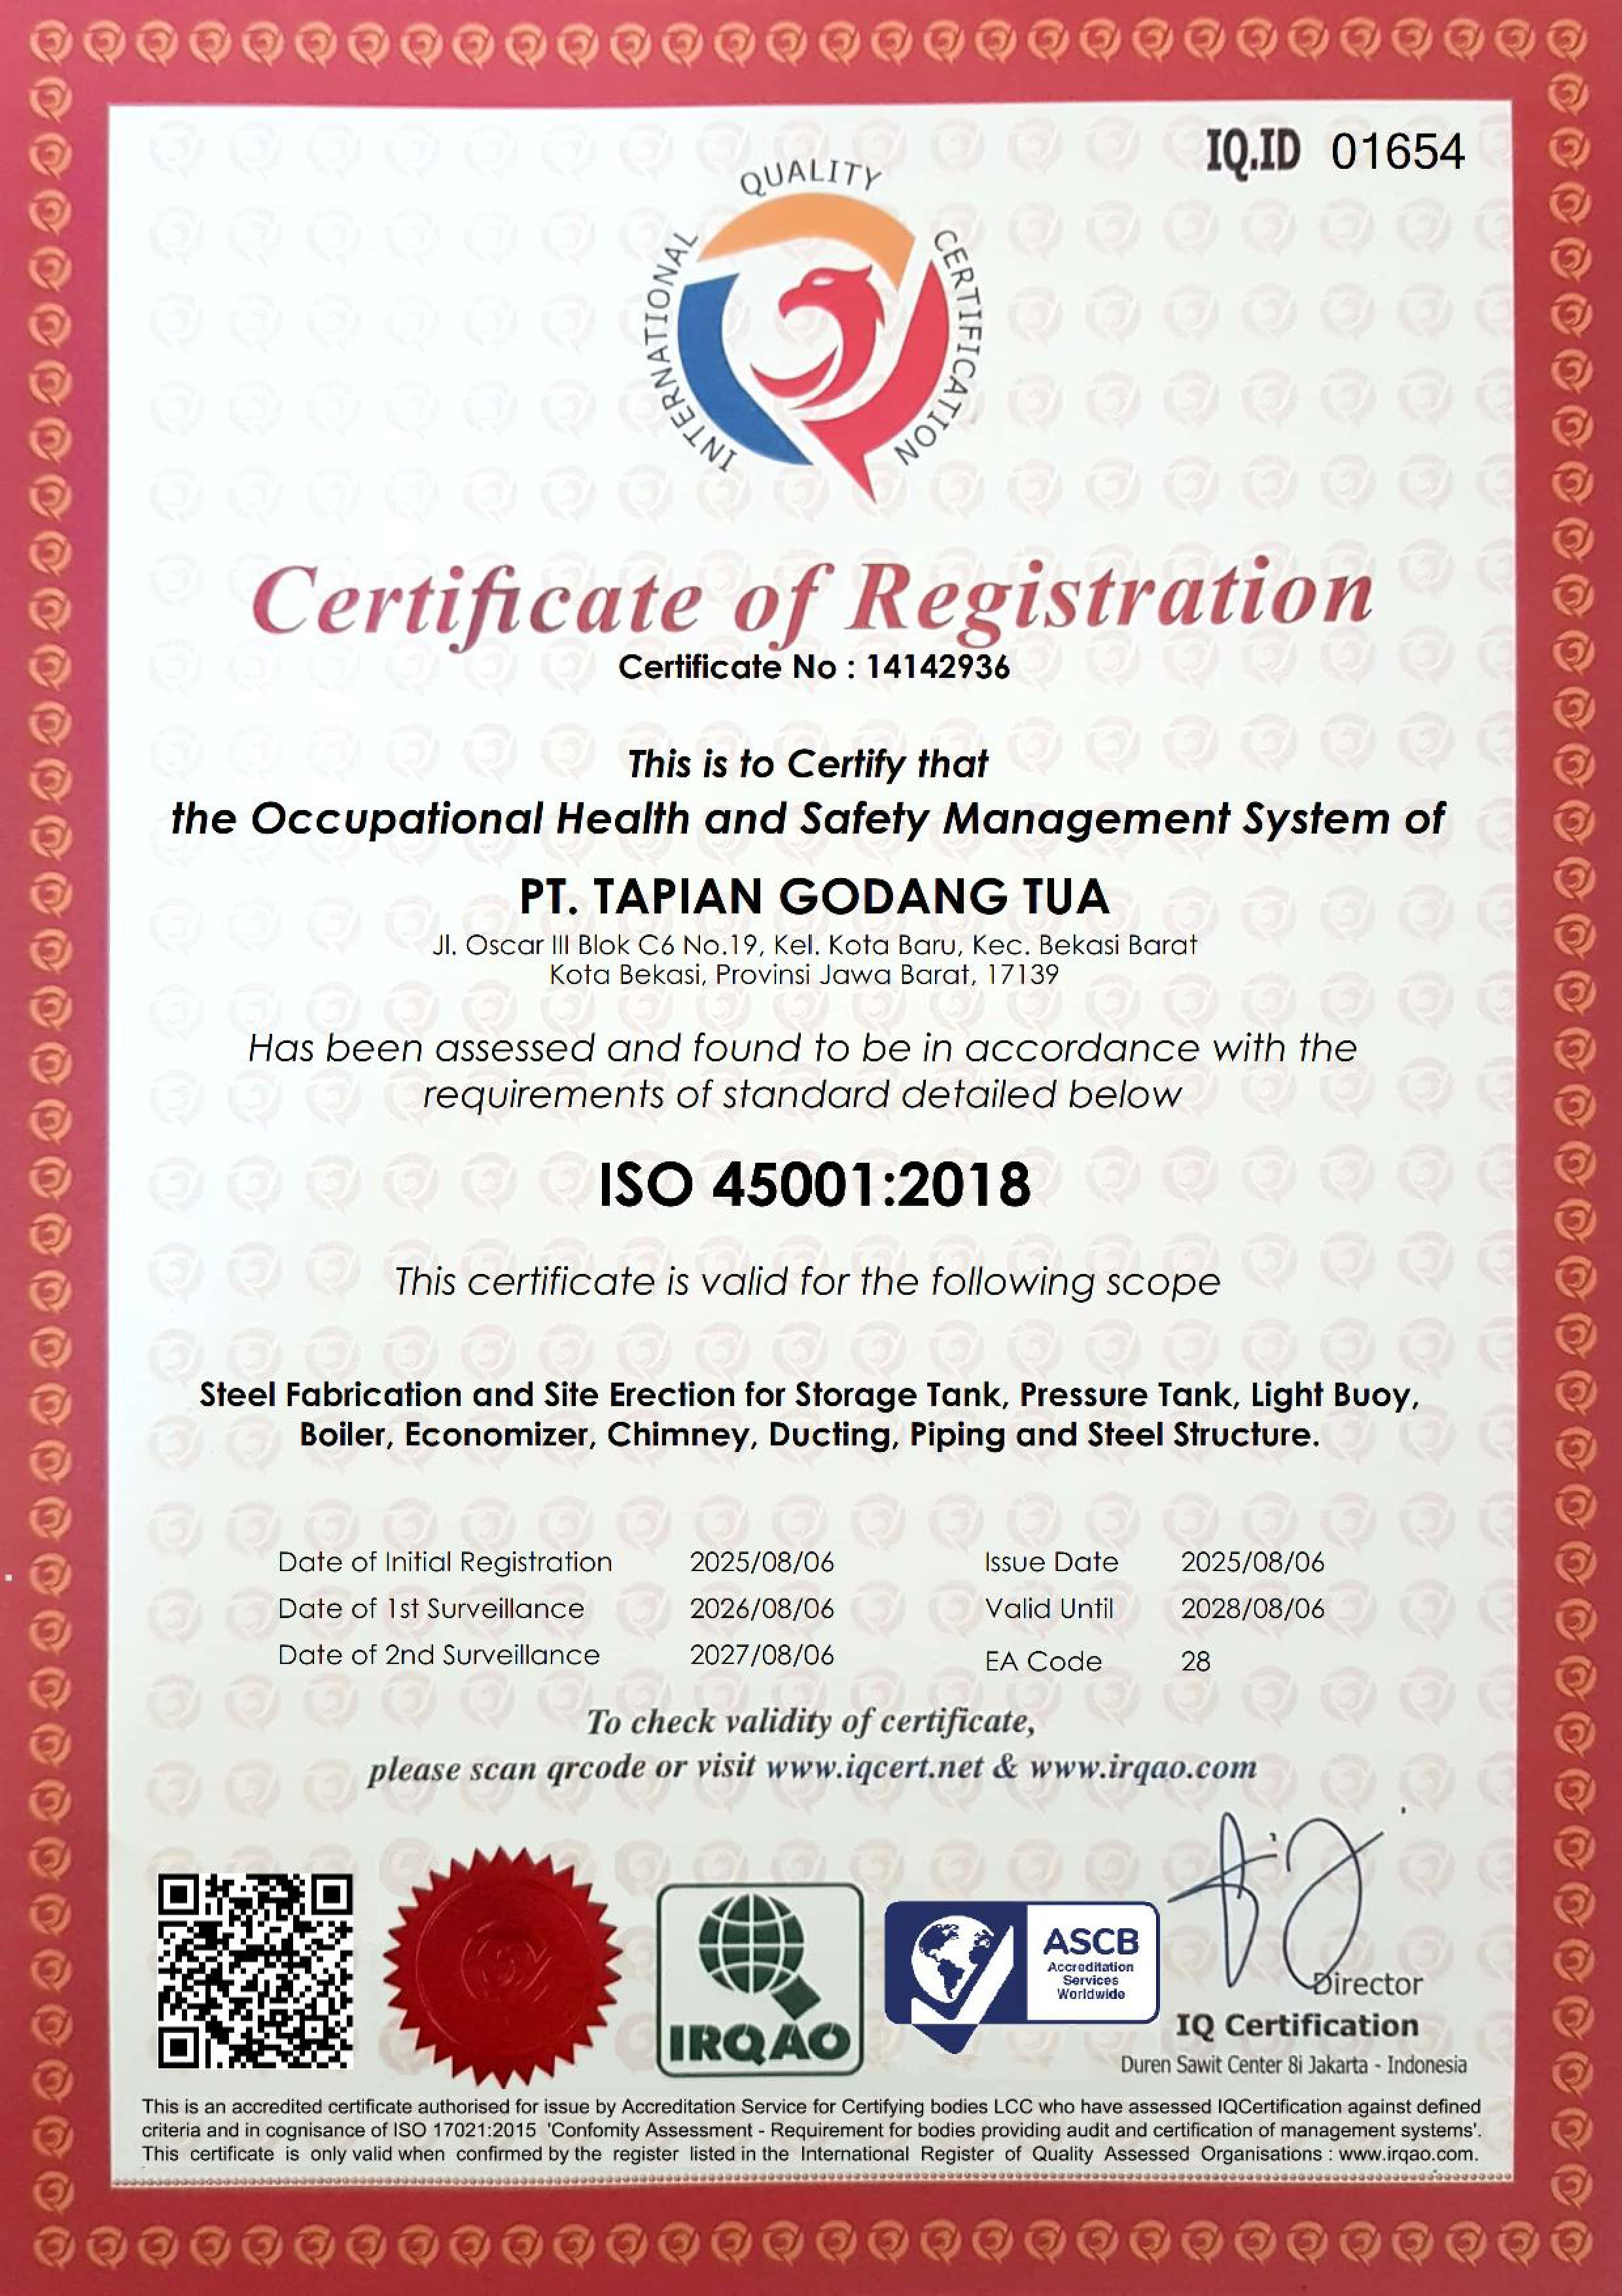 IQ.ID 01654
INTERNATIONAL QUALITY CERTIFICATION
Certificate of Registration
Certificate No : 14142936
This is to Certify that
the Occupational Health and Safety Management System of
PT. TAPIAN GODANG TUA
Jl. Oscar III Blok C6 No.19, Kel. Kota Baru, Kec. Bekasi Barat
Kota Bekasi, Provinsi Jawa Barat, 17139
Has been assessed and found to be in accordance with the
requirements of standard detailed below
ISO 45001:2018
This certificate is valid for the following scope
Steel Fabrication and Site Erection for Storage Tank, Pressure Tank, Light Buoy,
Boiler, Economizer, Chimney, Ducting, Piping and Steel Structure.
Date of Initial Registration 2025/08/06 Issue Date 2025/08/06
Date of 1st Surveillance 2026/08/06 Valid Until 2028/08/06
Date of 2nd Surveillance 2027/08/06 EA Code 28
To check validity of certificate,
please scan qrcode or visit www.iqcert.net & www.irqao.com
IRQAO
ASCB
Accreditation
Services
Worldwide
Director
IQ Certification
Duren Sawit Center 8i Jakarta - Indonesia
This is an accredited certificate authorised for issue by Accreditation Service for Certifying bodies LCC who have assessed IQCertification against defined
criteria and in cognisance of ISO 17021:2015 'Confomity Assessment - Requirement for bodies providing audit and certification of management systems'.
This certificate is only valid when confirmed by the register listed in the International Register of Quality Assessed Organisations : www.irqao.com.